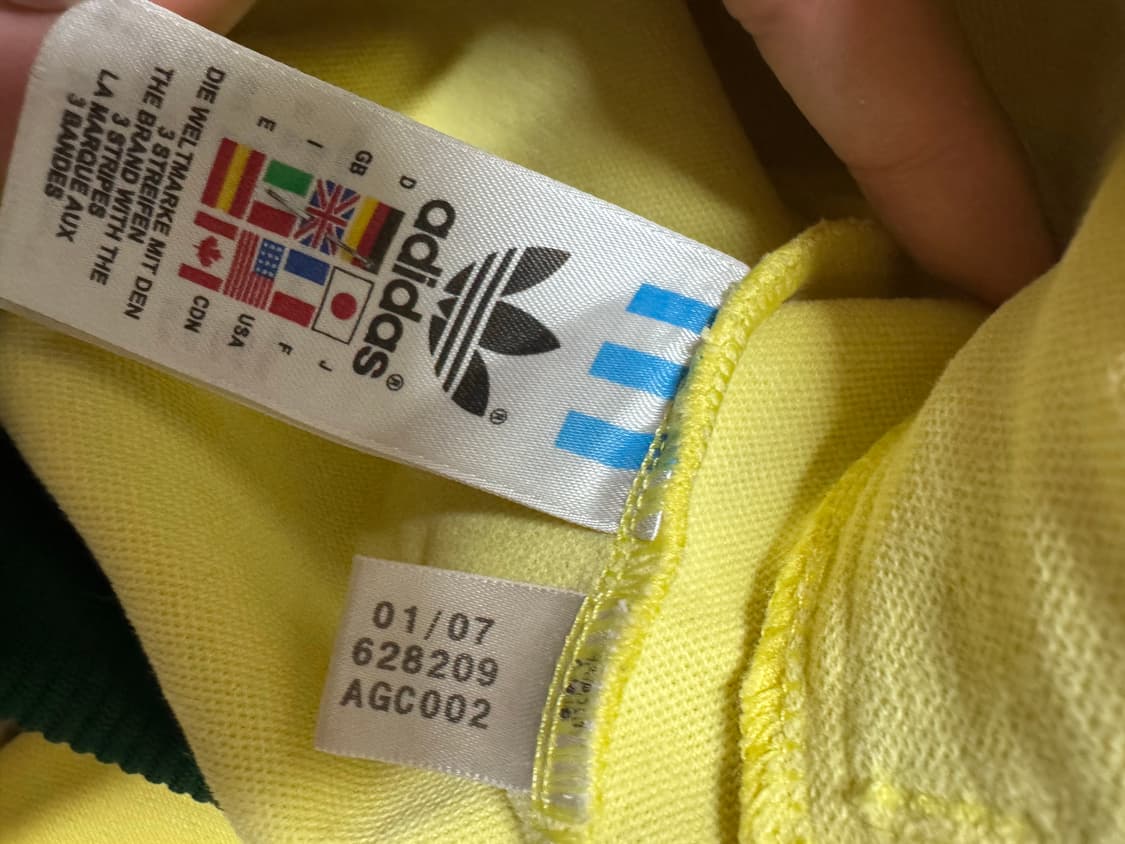 adidas®
®
D
GB
I
E
J
F
USA
CDN
DIE WELTMARKE MIT DEN
3 STREIFEN
THE BRAND WITH THE
3 STRIPES
LA MARQUE AUX
3 BANDES
01/07
628209
AGC002